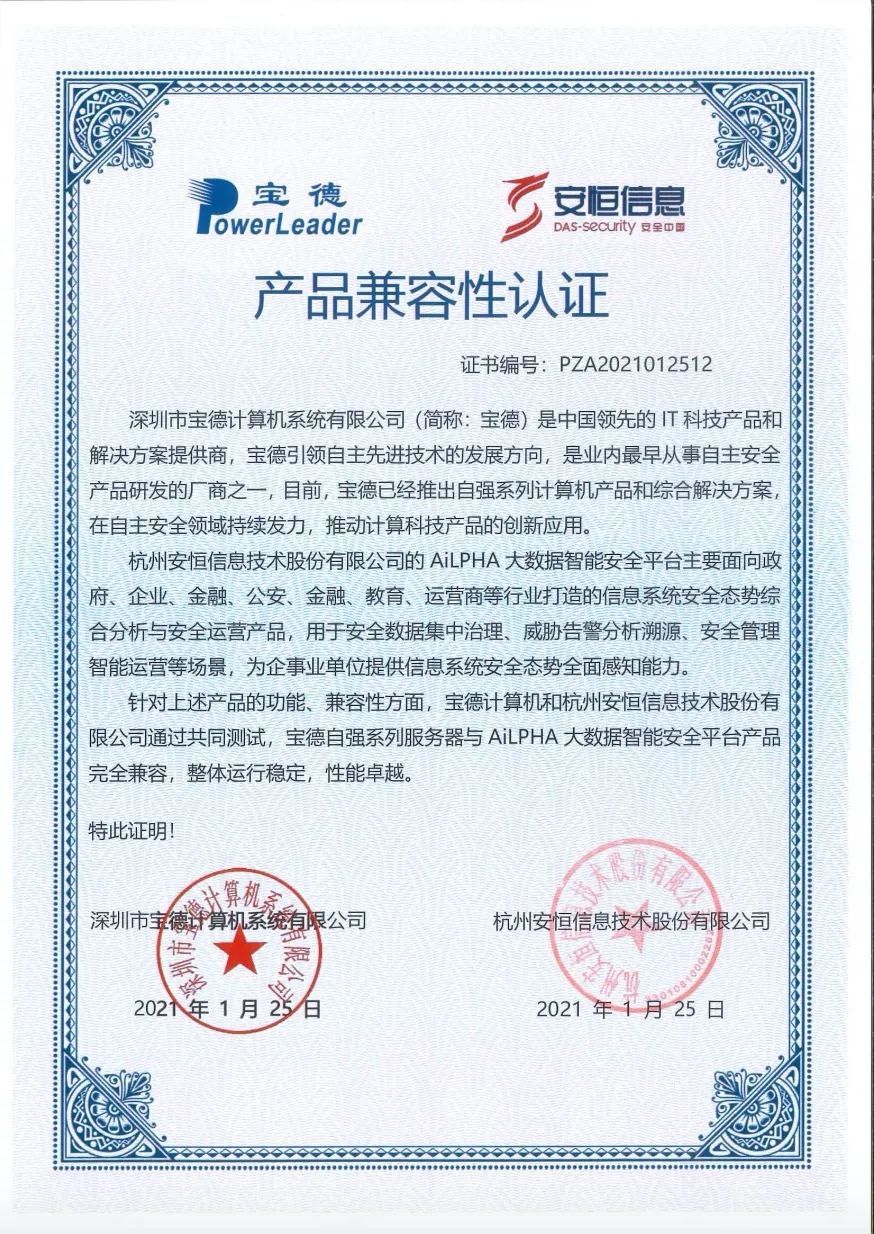 宝德
PowerLeader
安恒信息
DAS-security 安全中国
产品兼容性认证
证书编号：PZA2021012512
深圳市宝德计算机系统有限公司（简称：宝德）是中国领先的 IT 科技产品和
解决方案提供商，宝德引领自主先进技术的发展方向，是业内最早从事自主安全
产品研发的厂商之一，目前，宝德已经推出自强系列计算机产品和综合解决方案，
在自主安全领域持续发力，推动计算科技产品的创新应用。
杭州安恒信息技术股份有限公司的 AiLPHA 大数据智能安全平台主要面向政
府、企业、金融、公安、金融、教育、运营商等行业打造的信息系统安全态势综
合分析与安全运营产品，用于安全数据集中治理、威胁告警分析溯源、安全管理
智能运营等场景，为企事业单位提供信息系统安全态势全面感知能力。
针对上述产品的功能、兼容性方面，宝德计算机和杭州安恒信息技术股份有
限公司通过共同测试，宝德自强系列服务器与 AiLPHA 大数据智能安全平台产品
完全兼容，整体运行稳定，性能卓越。
特此证明！
深圳市宝德计算机系统有限公司
杭州安恒信息技术股份有限公司
2021 年 1 月 25 日
2021 年 1 月 25 日
深圳市宝德计算机系统有限公司
杭州安恒信息技术股份有限公司